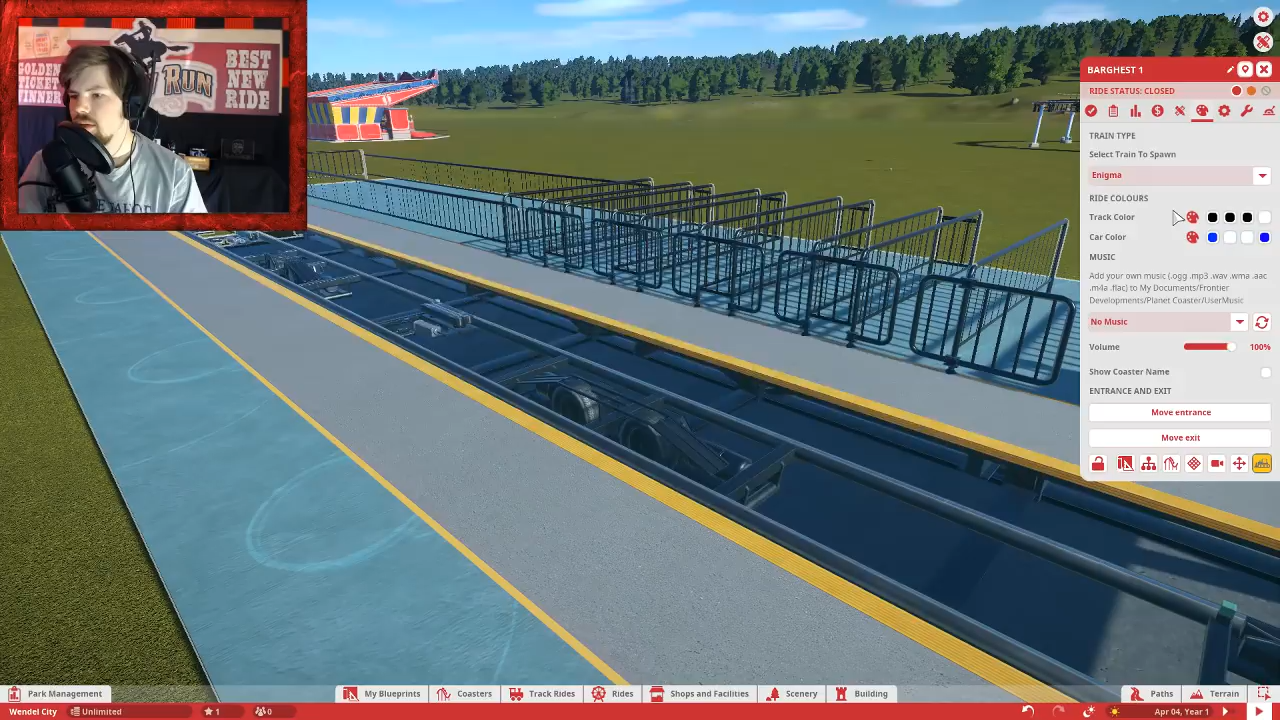 GOLDEN
TICKET
WINNER
RUN
BEST
NEW
RIDE
BARGHEST 1
RIDE STATUS: CLOSED
TRAIN TYPE
Select Train To Spawn
Enigma
RIDE COLOURS
Track Color
Car Color
MUSIC
Add your own music (.ogg .mp3 .wav .wma .aac
.m4a .flac) to My Documents/Frontier
Developments/Planet Coaster/UserMusic
No Music
Volume 100%
Show Coaster Name
ENTRANCE AND EXIT
Move entrance
Move exit
Park Management My Blueprints Coasters Track Rides Rides Shops and Facilities Scenery Building Paths Terrain
Wendel City Unlimited 1 0 Apr 04, Year 1